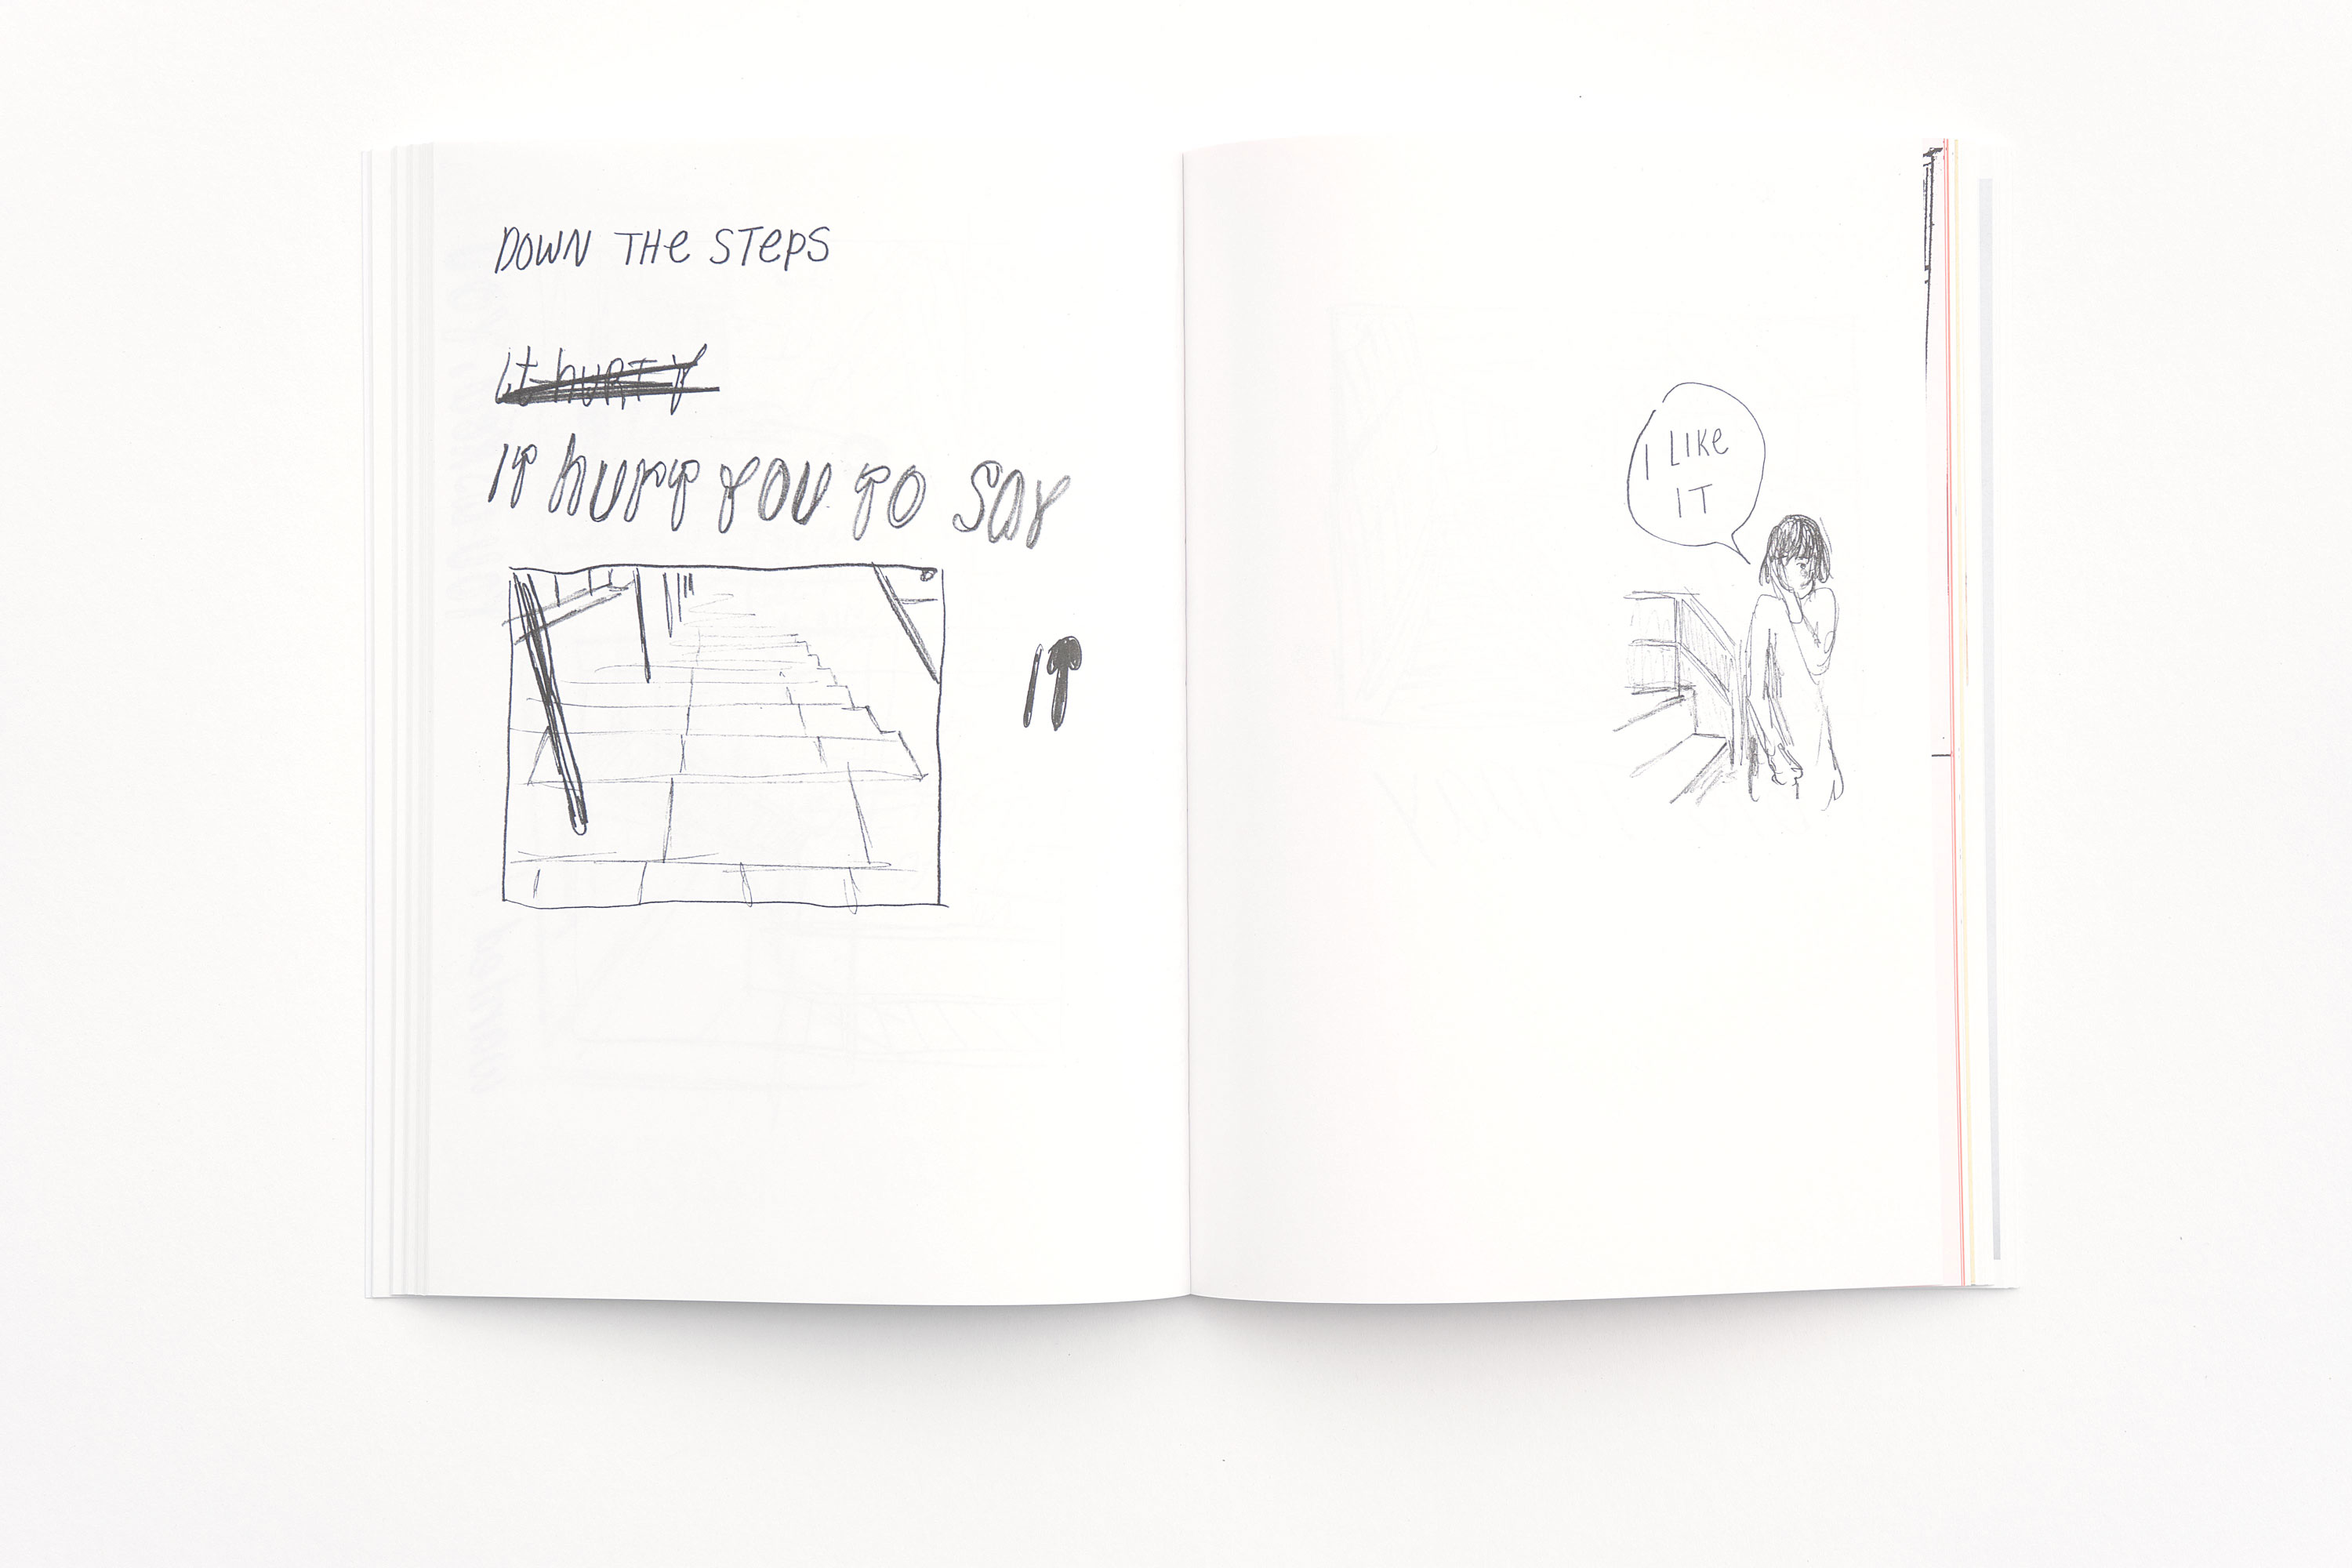 DOWN THE STEPS
It hURT Y
IT hURT YOU TO SAY
IT
I LIKE
IT